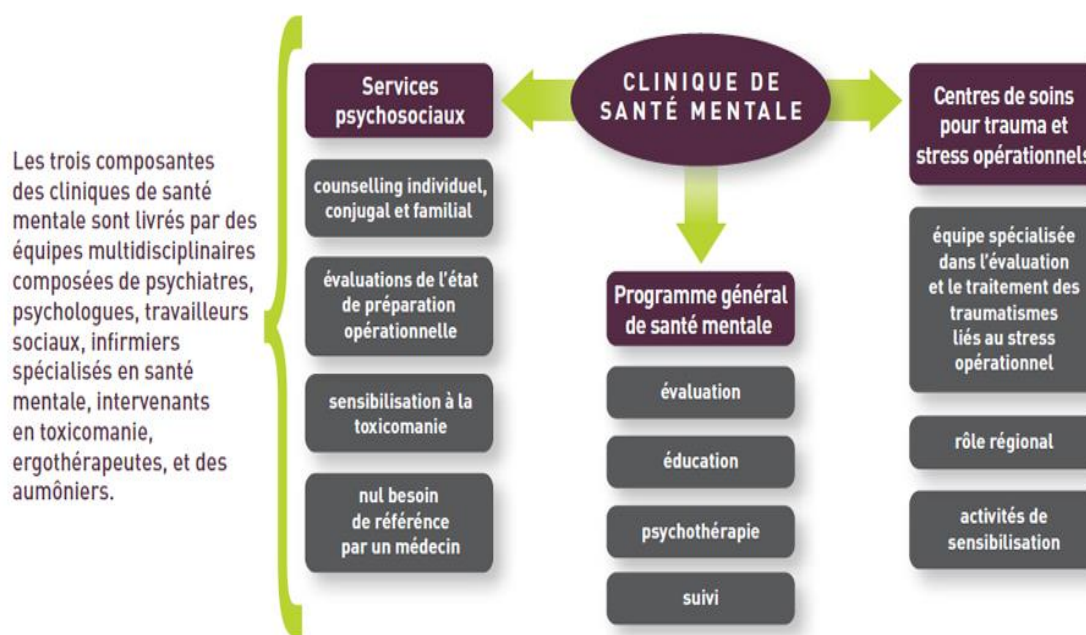 Les trois composantes
des cliniques de santé
mentale sont livrés par des
équipes multidisciplinaires
composées de psychiatres,
psychologues, travailleurs
sociaux, infirmiers
spécialisés en santé
mentale, intervenants
en toxicomanie,
ergothérapeutes, et des
aumôniers.
CLINIQUE DE
SANTÉ MENTALE
Services
psychosociaux
counselling individuel,
conjugal et familial
évaluations de l'état
de préparation
opérationnelle
sensibilisation à la
toxicomanie
nul besoin
de référénce
par un médecin
Programme général
de santé mentale
évaluation
éducation
psychothérapie
suivi
Centres de soins
pour trauma et
stress opérationnels
équipe spécialisée
dans l'évaluation
et le traitement des
traumatismes
liés au stress
opérationnel
rôle régional
activités de
sensibilisation